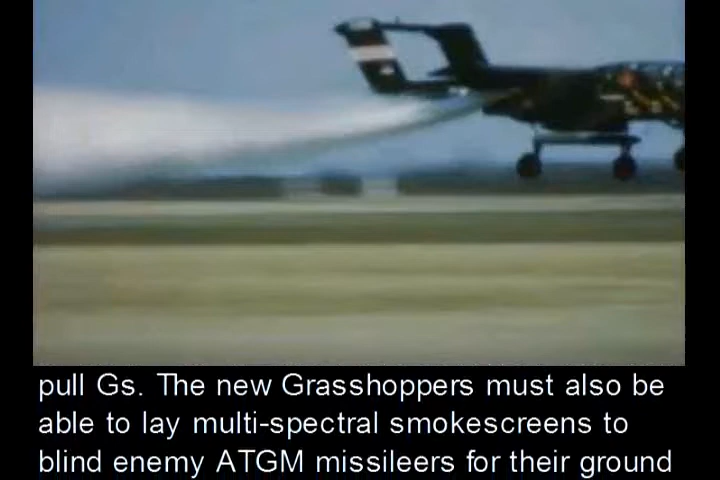 pull Gs. The new Grasshoppers must also be
able to lay multi-spectral smokescreens to
blind enemy ATGM missileers for their ground